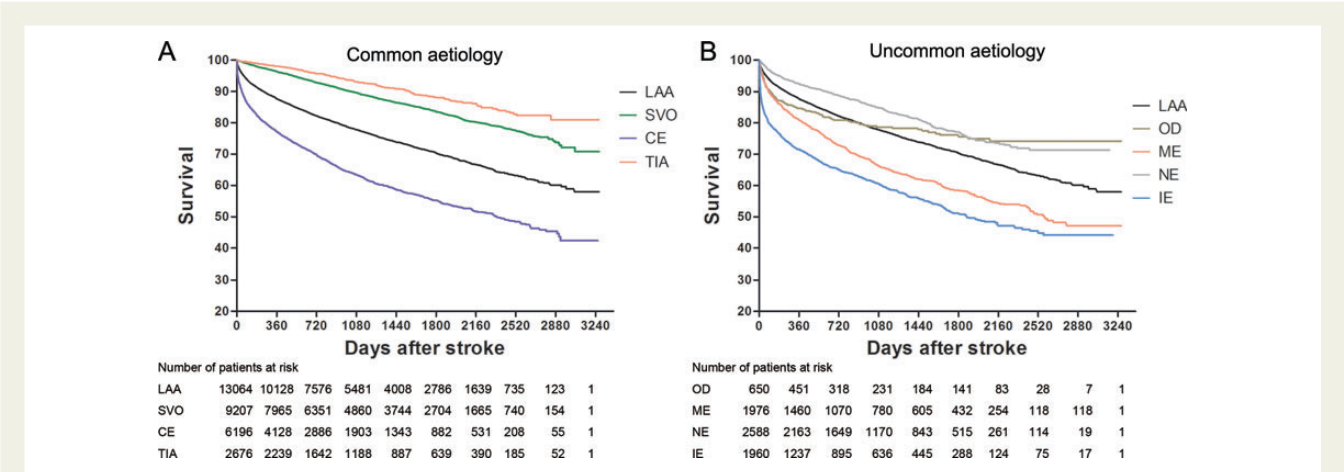 A
Common aetiology
Survival
100
90
80
70
60
50
40
30
20
0 360 720 1080 1440 1800 2160 2520 2880 3240
Days after stroke
LAA
SVO
CE
TIA
Number of patients at risk
LAA 13064 10128 7576 5481 4008 2786 1639 735 123 1
SVO 9207 7965 6351 4860 3744 2704 1665 740 154 1
CE 6196 4128 2886 1903 1343 882 531 208 55 1
TIA 2676 2239 1642 1188 887 639 390 185 52 1
B
Uncommon aetiology
Survival
100
90
80
70
60
50
40
30
20
0 360 720 1080 1440 1800 2160 2520 2880 3240
Days after stroke
LAA
OD
ME
NE
IE
Number of patients at risk
OD 650 451 318 231 184 141 83 28 7 1
ME 1976 1460 1070 780 605 432 254 118 118 1
NE 2588 2163 1649 1170 843 515 261 114 19 1
IE 1960 1237 895 636 445 288 124 75 17 1